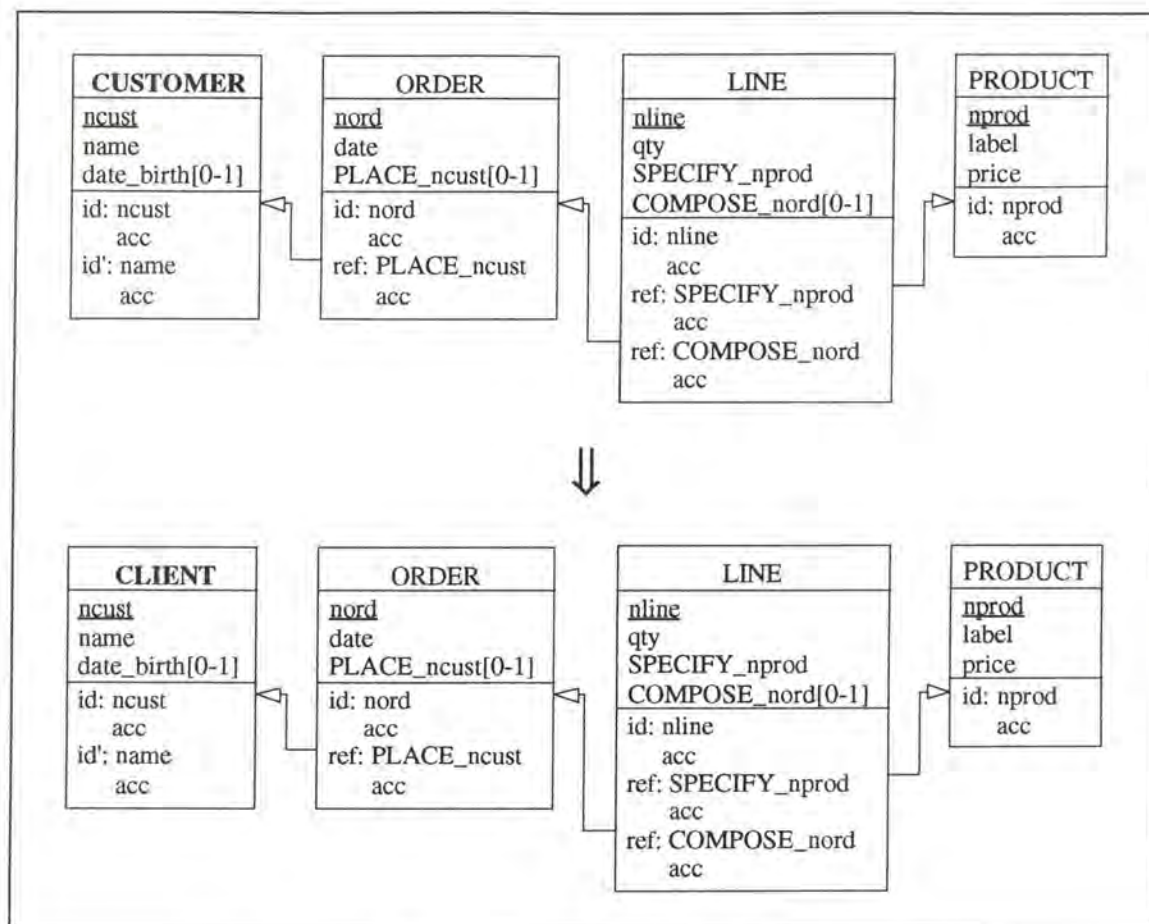 CUSTOMER
ncust
name
date_birth[0-1]
id: ncust
acc
id': name
acc
ORDER
nord
date
PLACE_ncust[0-1]
id: nord
acc
ref: PLACE_ncust
acc
LINE
nline
qty
SPECIFY_nprod
COMPOSE_nord[0-1]
id: nline
acc
ref: SPECIFY_nprod
acc
ref: COMPOSE_nord
acc
PRODUCT
nprod
label
price
id: nprod
acc
⇓
CLIENT
ncust
name
date_birth[0-1]
id: ncust
acc
id': name
acc
ORDER
nord
date
PLACE_ncust[0-1]
id: nord
acc
ref: PLACE_ncust
acc
LINE
nline
qty
SPECIFY_nprod
COMPOSE_nord[0-1]
id: nline
acc
ref: SPECIFY_nprod
acc
ref: COMPOSE_nord
acc
PRODUCT
nprod
label
price
id: nprod
acc